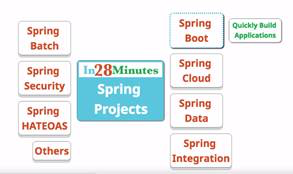 Spring
Batch
Spring
Security
Spring
HATEOAS
Others
In28Minutes
Spring
Projects
Spring
Boot
Quickly Build
Applications
Spring
Cloud
Spring
Data
Spring
Integration